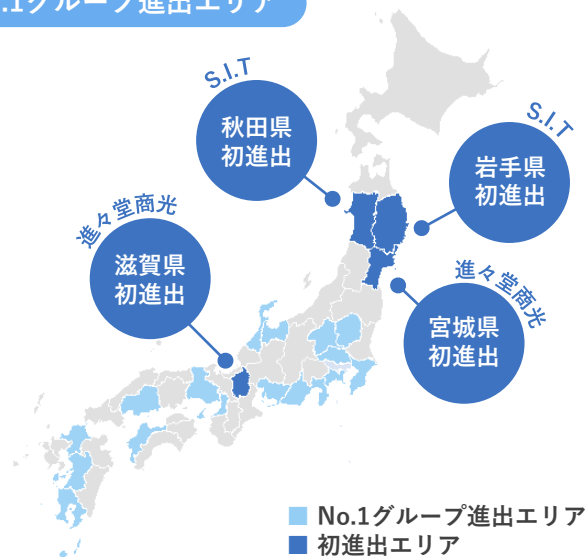 .1グループ進出エリア
S.I.T
秋田県
初進出
S.I.T
岩手県
初進出
進々堂商光
滋賀県
初進出
進々堂商光
宮城県
初進出
No.1グループ進出エリア
初進出エリア